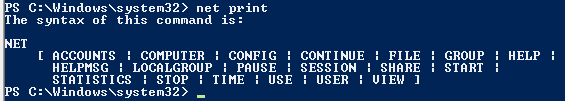 PS C:\Windows\system32> net print
The syntax of this command is:
NET
[ ACCOUNTS ¦ COMPUTER ¦ CONFIG ¦ CONTINUE ¦ FILE ¦ GROUP ¦ HELP ¦
HELPMSG ¦ LOCALGROUP ¦ PAUSE ¦ SESSION ¦ SHARE ¦ START ¦
STATISTICS ¦ STOP ¦ TIME ¦ USE ¦ USER ¦ VIEW ]
PS C:\Windows\system32> _